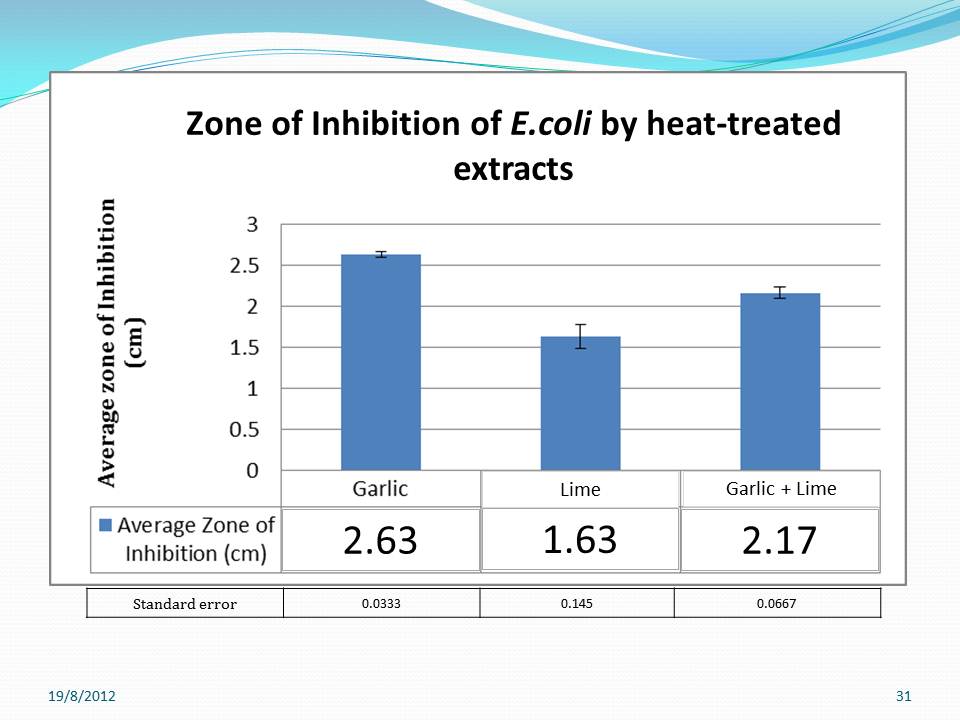 Zone of Inhibition of E.coli by heat-treated
extracts
Average zone of Inhibition
(cm)
3
2.5
2
1.5
1
0.5
0
Garlic Lime Garlic + Lime
Average Zone of
Inhibition (cm) 2.63 1.63 2.17
Standard error 0.0333 0.145 0.0667
19/8/2012 31